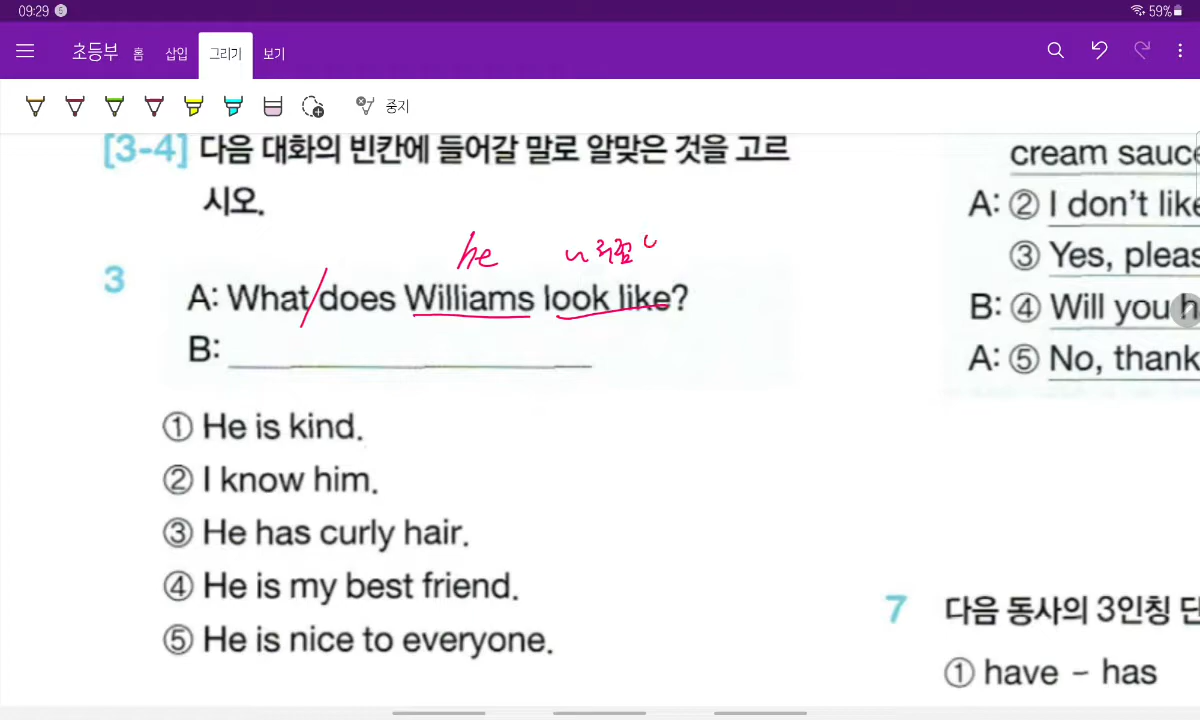 09:29 S 59%
초등부 홈 삽입 그리기 보기
중지
[3-4] 다음 대화의 빈칸에 들어갈 말로 알맞은 것을 고르
시오.
he
3
A: What does Williams look like?
B:
① He is kind.
② I know him.
③ He has curly hair.
④ He is my best friend.
⑤ He is nice to everyone.
cream sauce
A: ② I don't like
③ Yes, pleas
B: ④ Will you h
A: ⑤ No, thank
7 다음 동사의 3인칭 단
① have – has